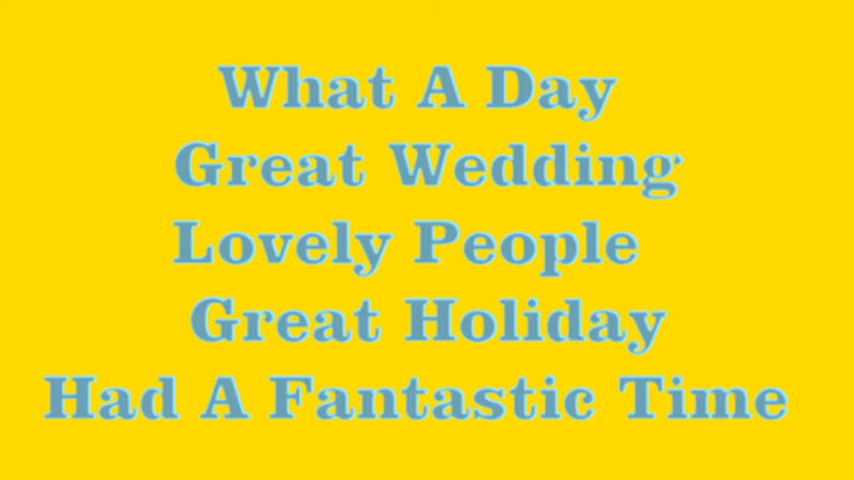 What A Day
Great Wedding
Lovely People
Great Holiday
Had A Fantastic Time